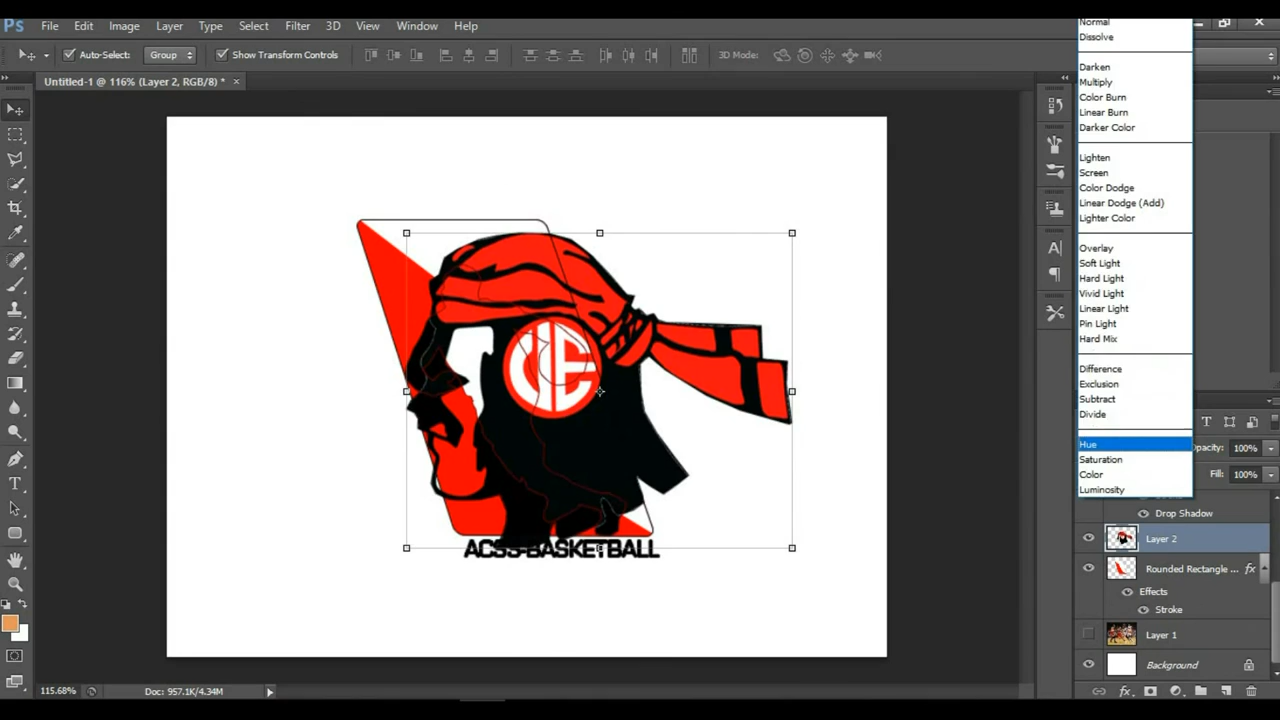 Ps File Edit Image Layer Type Select Filter 3D View Window Help
Auto-Select: Group Show Transform Controls 3D Mode:
Untitled-1 @ 116% (Layer 2, RGB/8) * ×
Normal
Dissolve
Darken
Multiply
Color Burn
Linear Burn
Darker Color
Lighten
Screen
Color Dodge
Linear Dodge (Add)
Lighter Color
Overlay
Soft Light
Hard Light
Vivid Light
Linear Light
Pin Light
Hard Mix
Difference
Exclusion
Subtract
Divide
Hue
Saturation
Color
Luminosity
Opacity: 100%
Fill: 100%
Drop Shadow
Layer 2
Rounded Rectangle ... fx
Effects
Stroke
Layer 1
Background
ACSS BASKETBALL
115.68% Doc: 957.1K/4.34M